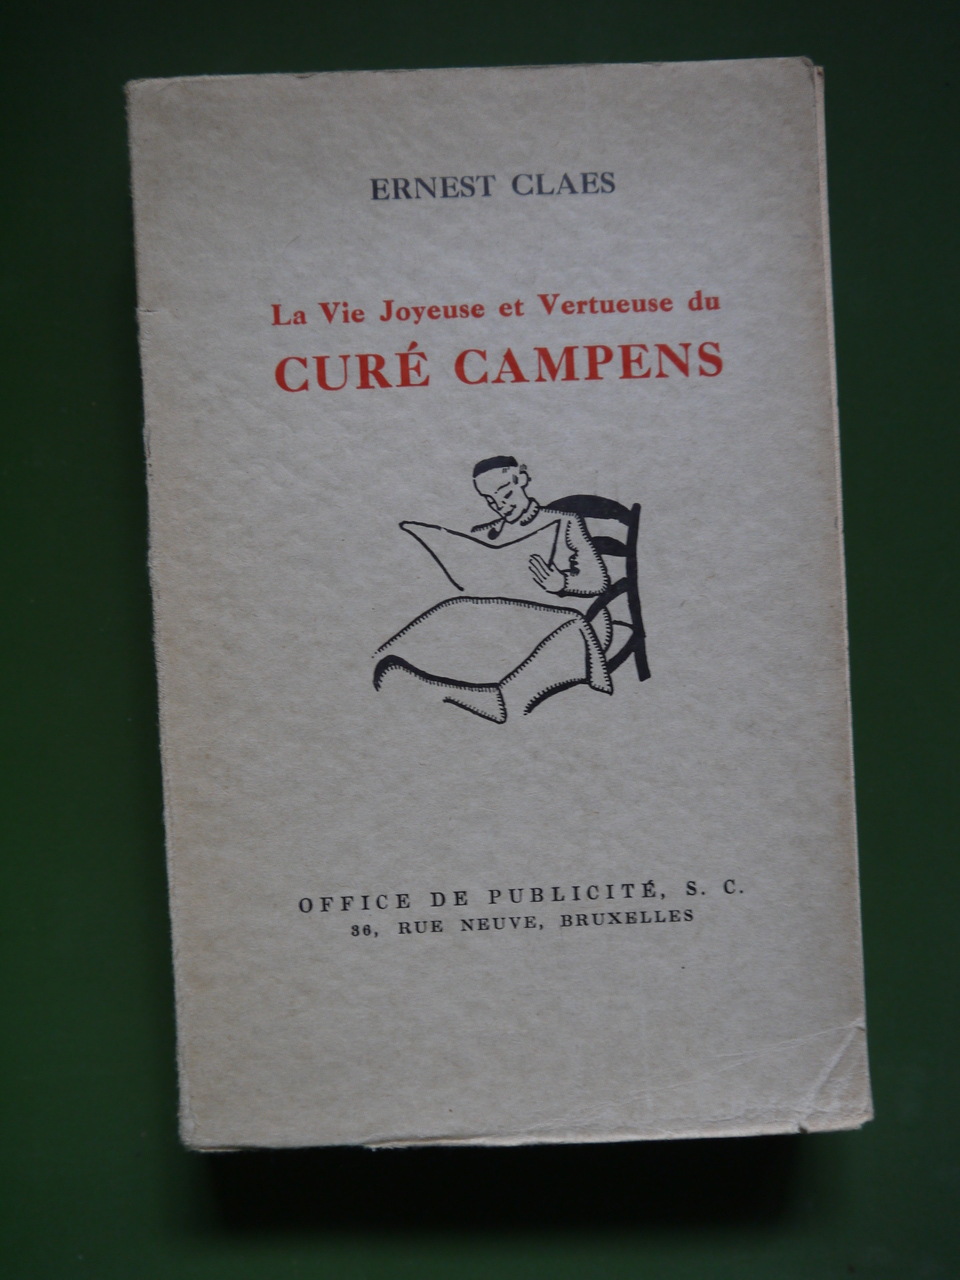 ERNEST CLAES
La Vie Joyeuse et Vertueuse du
CURÉ CAMPENS
OFFICE DE PUBLICITÉ, S. C.
36, RUE NEUVE, BRUXELLES